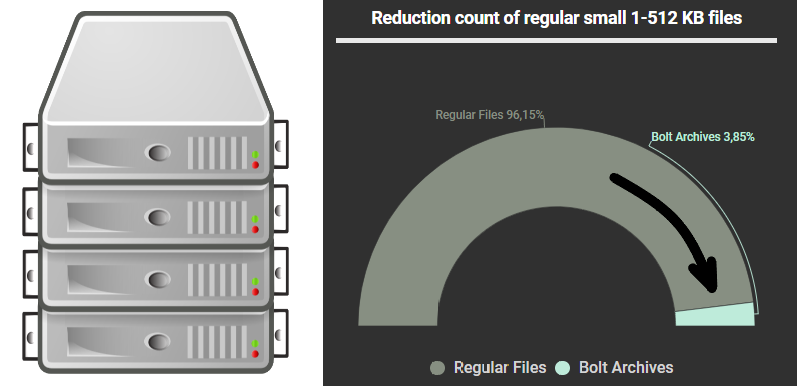 Reduction count of regular small 1-512 KB files
Regular Files 96,15%
Bolt Archives 3,85%
Regular Files Bolt Archives